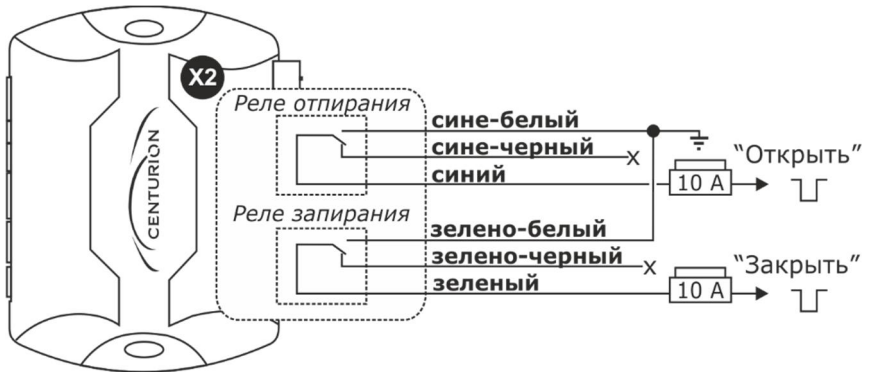 X2
CENTURION
Реле отпирания
сине-белый
сине-черный
x
синий
10 А
“Открыть”
Реле запирания
зелено-белый
зелено-черный
x
зеленый
10 А
“Закрыть”